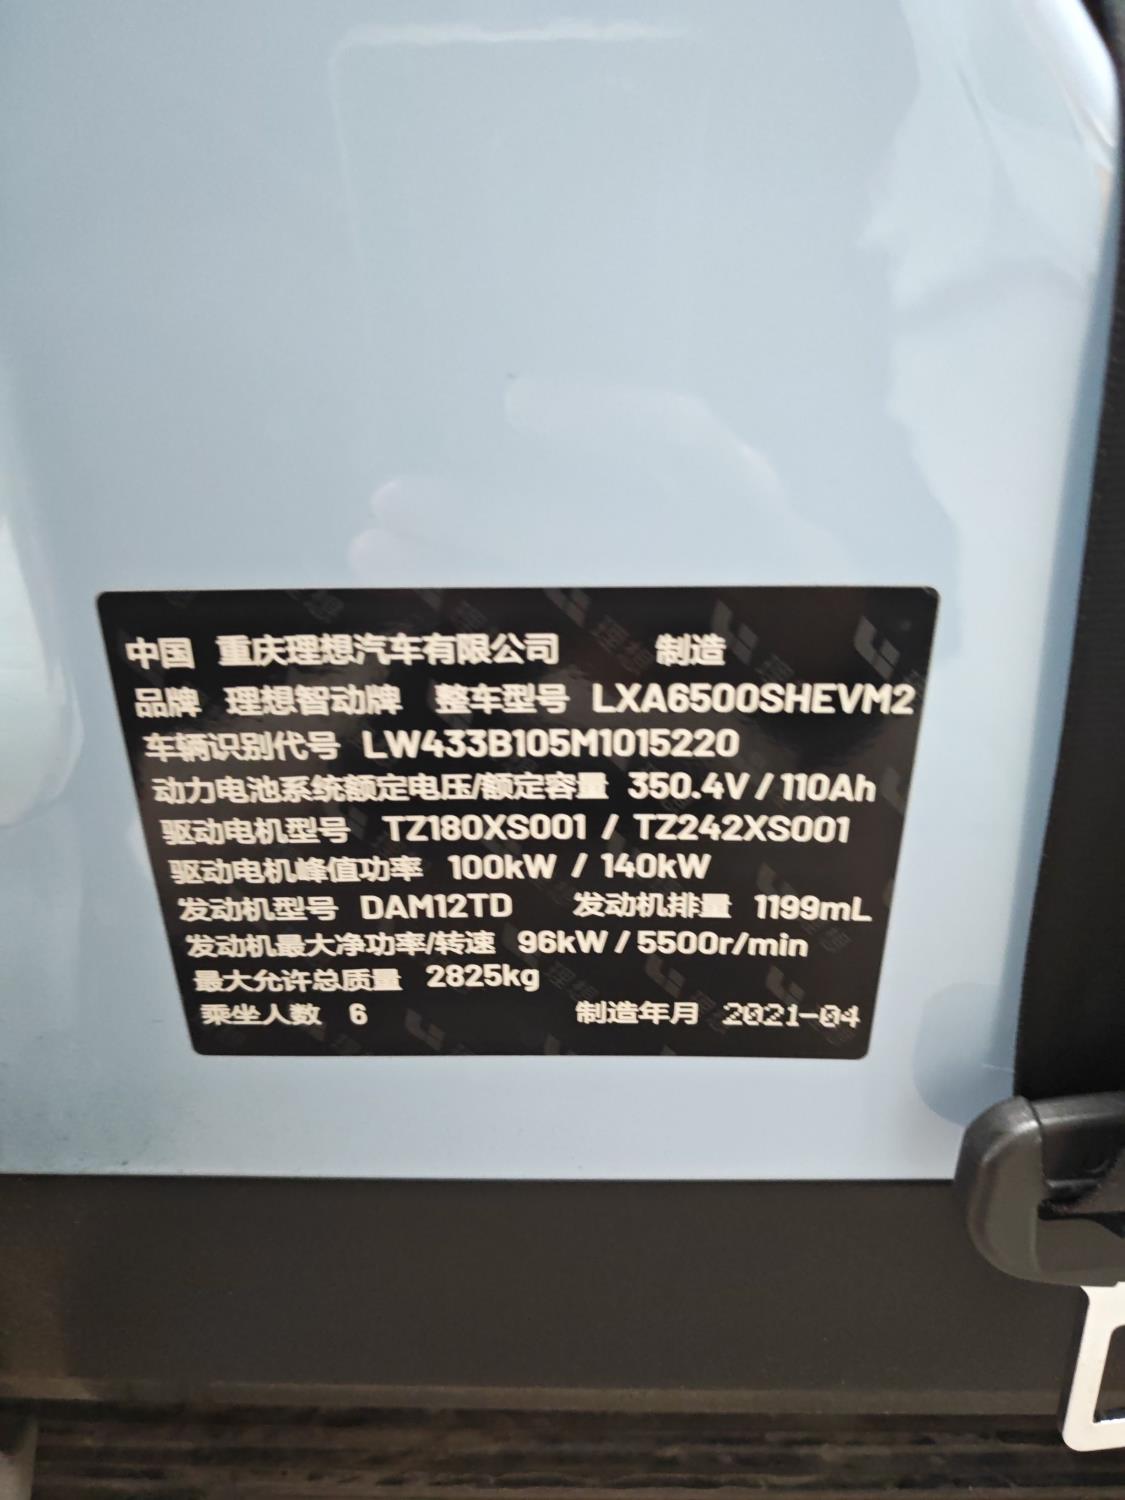 中国 重庆理想汽车有限公司 制造
品牌 理想智动牌 整车型号 LXA6500SHEVM2
车辆识别代号 LW433B105M1015220
动力电池系统额定电压/额定容量 350.4V / 110Ah
驱动电机型号 TZ180XS001 / TZ242XS001
驱动电机峰值功率 100kW / 140kW
发动机型号 DAM12TD 发动机排量 1199mL
发动机最大净功率/转速 96kW / 5500r/min
最大允许总质量 2825kg
乘坐人数 6 制造年月 2021-04